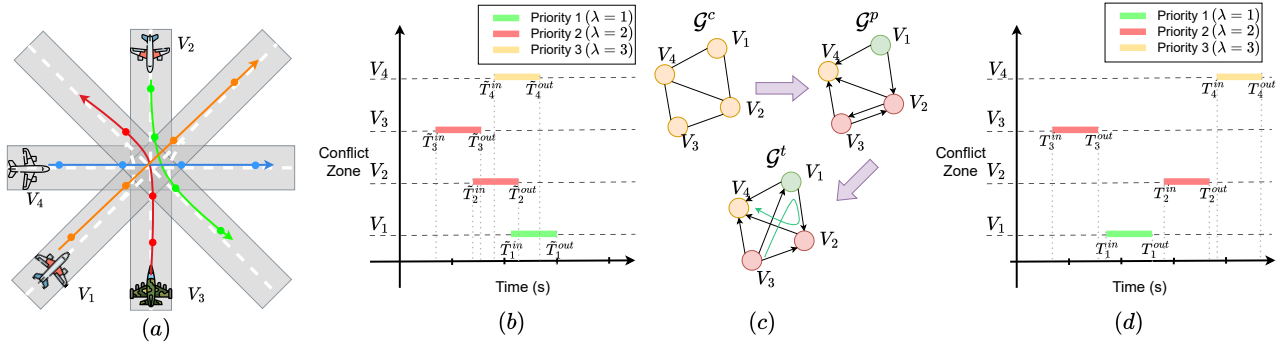 V₂
V₄
V₁
V₃
(a)
Priority 1 (λ = 1)
Priority 2 (λ = 2)
Priority 3 (λ = 3)
V₄
T̃₄ⁱⁿ T̃₄ᵒᵘᵗ
V₃
T̃₃ⁱⁿ T̃₃ᵒᵘᵗ
Conflict
Zone
V₂
T̃₂ⁱⁿ T̃₂ᵒᵘᵗ
V₁
T̃₁ⁱⁿ T̃₁ᵒᵘᵗ
Time (s)
(b)
𝒢ᶜ
V₁
V₄
V₂
V₃
𝒢ᵖ
V₁
V₄
V₂
V₃
𝒢ᵗ
V₁
V₄
V₂
V₃
(c)
Priority 1 (λ = 1)
Priority 2 (λ = 2)
Priority 3 (λ = 3)
V₄
T₄ⁱⁿ T₄ᵒᵘᵗ
V₃
T₃ⁱⁿ T₃ᵒᵘᵗ
Conflict
Zone
V₂
T₂ⁱⁿ T₂ᵒᵘᵗ
V₁
T₁ⁱⁿ T₁ᵒᵘᵗ
Time (s)
(d)